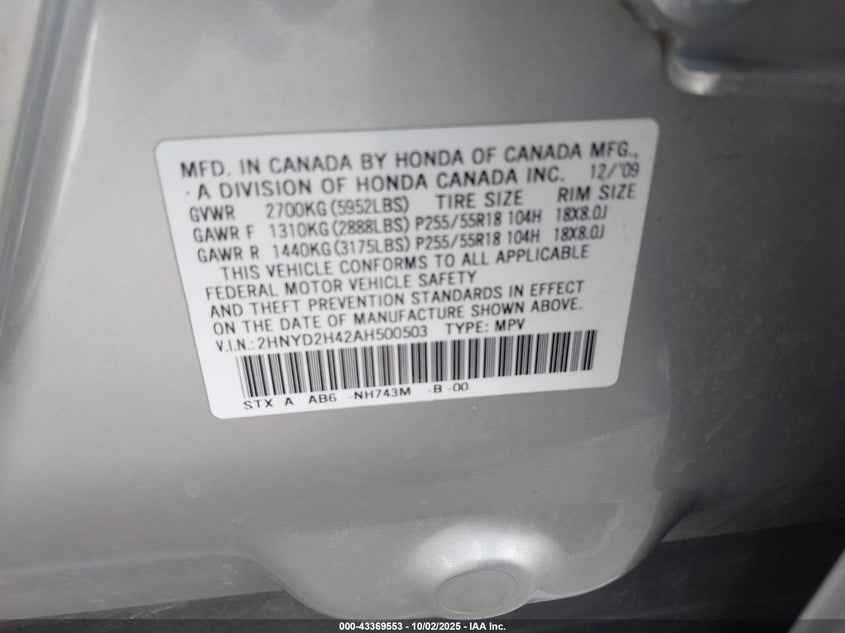 MFD. IN CANADA BY HONDA OF CANADA MFG.,
A DIVISION OF HONDA CANADA INC. 12/'09
GVWR 2700KG(5952LBS) TIRE SIZE RIM SIZE
GAWR F 1310KG(2888LBS) P255/55R18 104H 18X8.0J
GAWR R 1440KG(3175LBS) P255/55R18 104H 18X8.0J
THIS VEHICLE CONFORMS TO ALL APPLICABLE
FEDERAL MOTOR VEHICLE SAFETY
AND THEFT PREVENTION STANDARDS IN EFFECT
ON THE DATE OF MANUFACTURE SHOWN ABOVE.
V.I.N.:2HNYD2H42AH500503 TYPE: MPV
STX A AB6 -NH743M -B -00
000-43369553 - 10/02/2025 - IAA Inc.